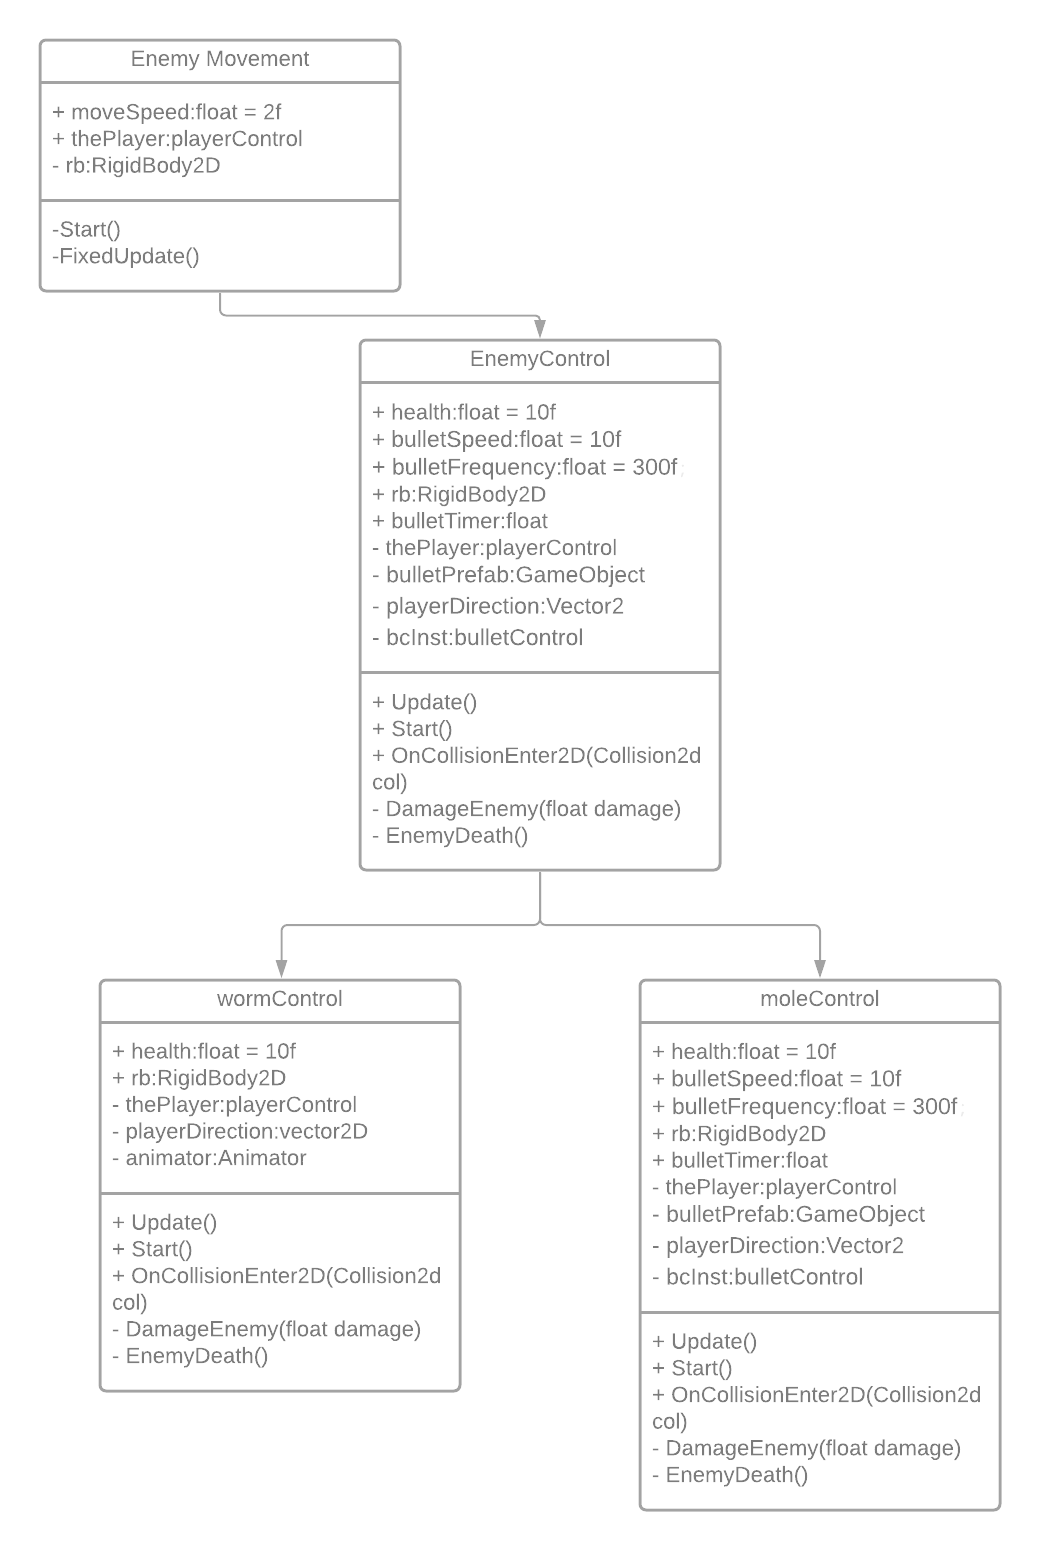 Enemy Movement
+ moveSpeed:float = 2f
+ thePlayer:playerControl
- rb:RigidBody2D
-Start()
-FixedUpdate()
EnemyControl
+ health:float = 10f
+ bulletSpeed:float = 10f
+ bulletFrequency:float = 300f;
+ rb:RigidBody2D
+ bulletTimer:float
- thePlayer:playerControl
- bulletPrefab:GameObject
- playerDirection:Vector2
- bcInst:bulletControl
+ Update()
+ Start()
+ OnCollisionEnter2D(Collision2d
col)
- DamageEnemy(float damage)
- EnemyDeath()
wormControl
+ health:float = 10f
+ rb:RigidBody2D
- thePlayer:playerControl
- playerDirection:vector2D
- animator:Animator
+ Update()
+ Start()
+ OnCollisionEnter2D(Collision2d
col)
- DamageEnemy(float damage)
- EnemyDeath()
moleControl
+ health:float = 10f
+ bulletSpeed:float = 10f
+ bulletFrequency:float = 300f;
+ rb:RigidBody2D
+ bulletTimer:float
- thePlayer:playerControl
- bulletPrefab:GameObject
- playerDirection:Vector2
- bcInst:bulletControl
+ Update()
+ Start()
+ OnCollisionEnter2D(Collision2d
col)
- DamageEnemy(float damage)
- EnemyDeath()